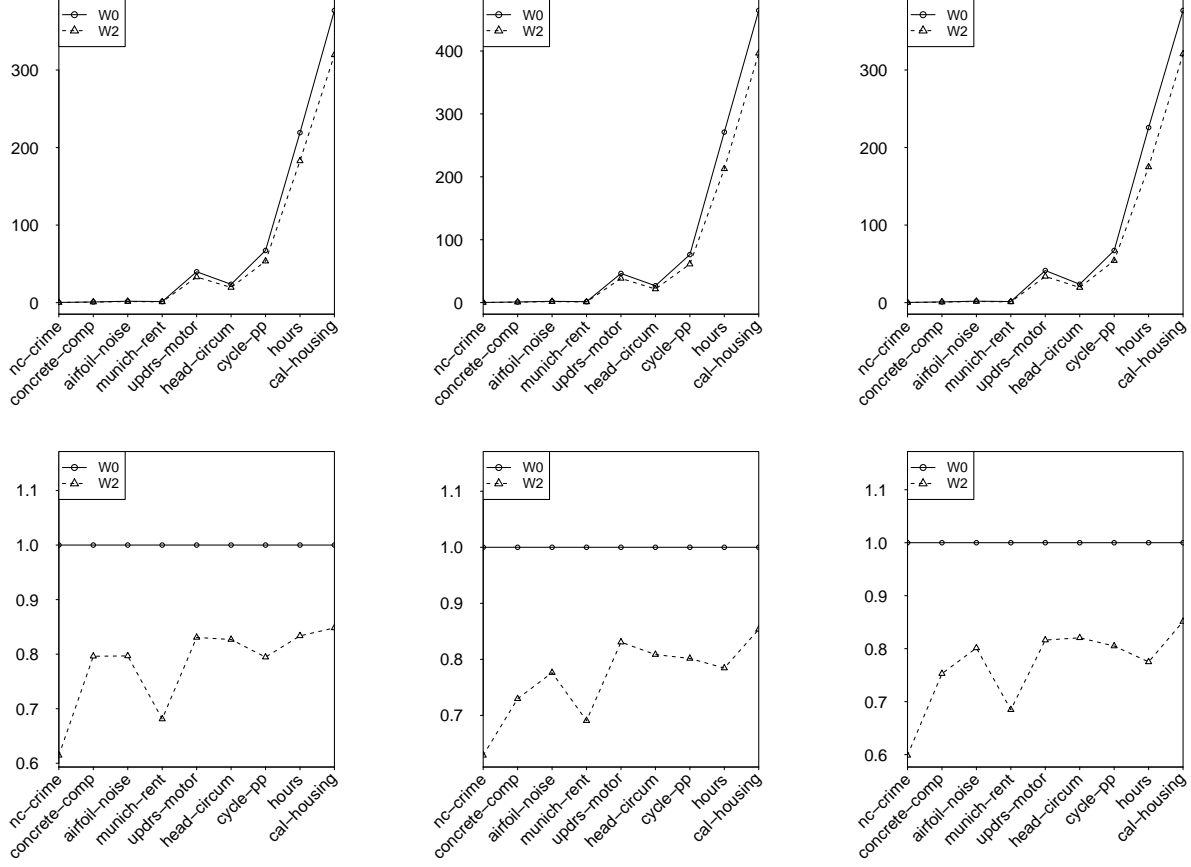 W0
W2
300
200
100
0
nc−crime
concrete−comp
airfoil−noise
munich−rent
updrs−motor
head−circum
cycle−pp
hours
cal−housing
W0
W2
400
300
200
100
0
nc−crime
concrete−comp
airfoil−noise
munich−rent
updrs−motor
head−circum
cycle−pp
hours
cal−housing
W0
W2
300
200
100
0
nc−crime
concrete−comp
airfoil−noise
munich−rent
updrs−motor
head−circum
cycle−pp
hours
cal−housing
W0
W2
1.1
1.0
0.9
0.8
0.7
0.6
nc−crime
concrete−comp
airfoil−noise
munich−rent
updrs−motor
head−circum
cycle−pp
hours
cal−housing
W0
W2
1.1
1.0
0.9
0.8
0.7
nc−crime
concrete−comp
airfoil−noise
munich−rent
updrs−motor
head−circum
cycle−pp
hours
cal−housing
W0
W2
1.1
1.0
0.9
0.8
0.7
0.6
nc−crime
concrete−comp
airfoil−noise
munich−rent
updrs−motor
head−circum
cycle−pp
hours
cal−housing